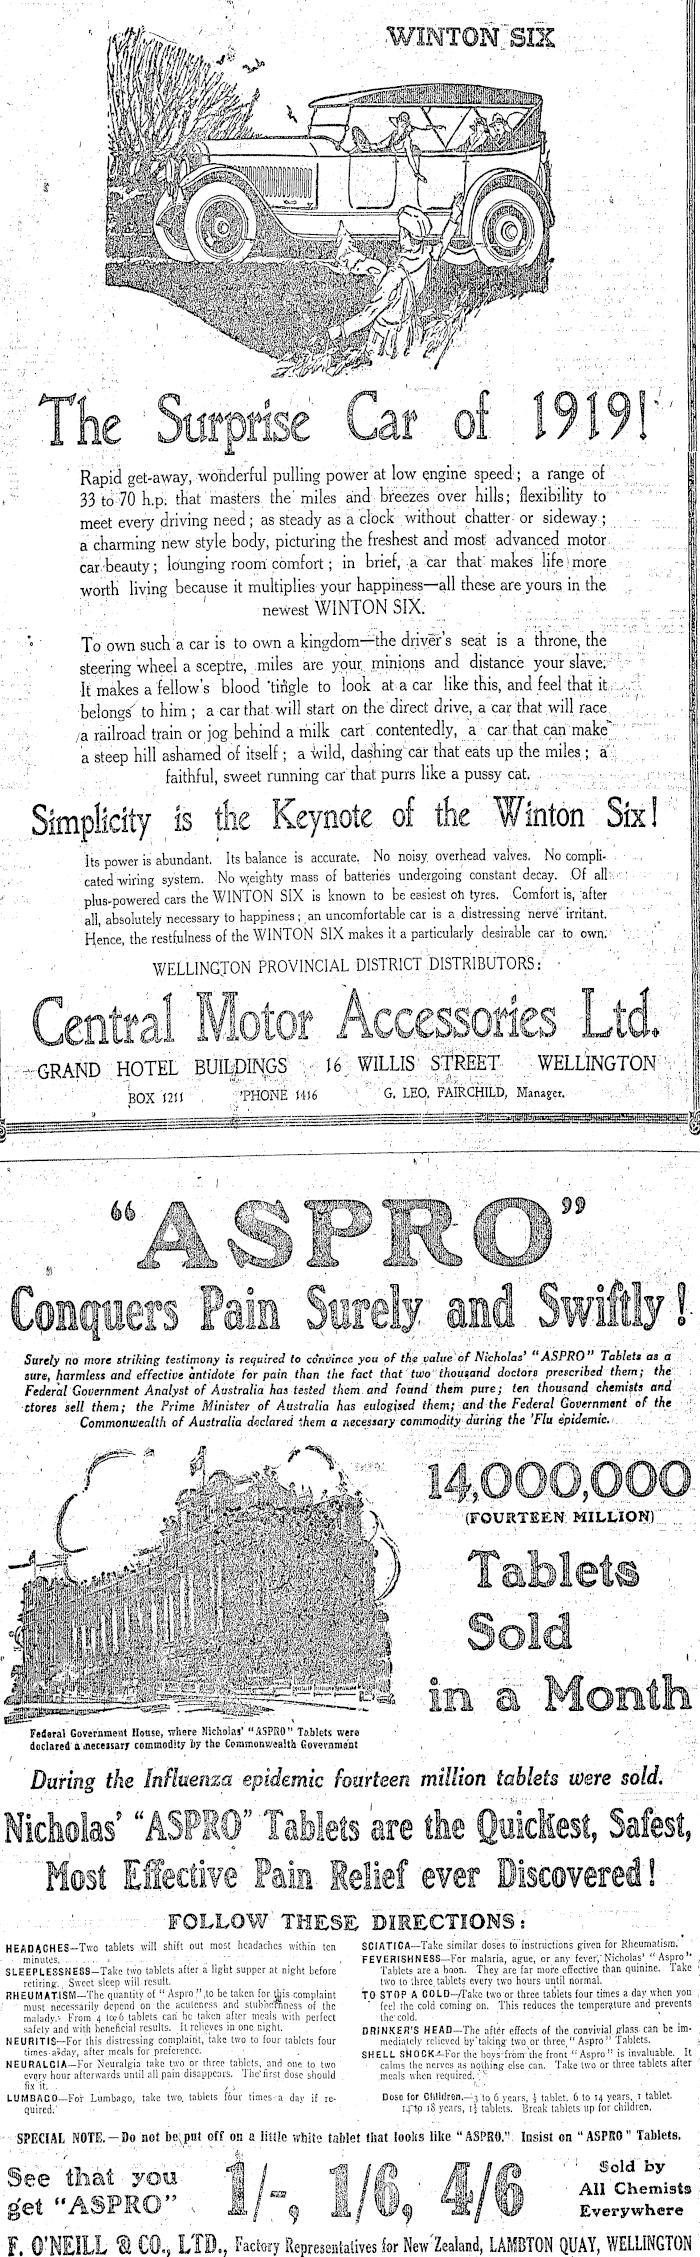 WINTON SIX
The Surprise Car of 1919!
Rapid get-away, wonderful pulling power at low engine speed; a range of
33 to 70 h.p. that masters the miles and breezes over hills; flexibility to
meet every driving need; as steady as a clock without chatter or sideway;
a charming new style body, picturing the freshest and most advanced motor
car beauty; lounging room comfort; in brief, a car that makes life more
worth living because it multiplies your happiness—all these are yours in the
newest WINTON SIX.
To own such a car is to own a kingdom—the driver's seat is a throne, the
steering wheel a sceptre, miles are your minions and distance your slave.
It makes a fellow's blood tingle to look at a car like this, and feel that it
belongs to him; a car that will start on the direct drive, a car that will race
a railroad train or jog behind a milk cart contentedly, a car that can make
a steep hill ashamed of itself; a wild, dashing car that eats up the miles; a
faithful, sweet running car that purrs like a pussy cat.
Simplicity is the Keynote of the Winton Six!
Its power is abundant. Its balance is accurate. No noisy overhead valves. No compli-
cated wiring system. No weighty mass of batteries undergoing constant decay. Of all
plus-powered cars the WINTON SIX is known to be easiest on tyres. Comfort is, after
all, absolutely necessary to happiness; an uncomfortable car is a distressing nerve irritant.
Hence, the restfulness of the WINTON SIX makes it a particularly desirable car to own.
WELLINGTON PROVINCIAL DISTRICT DISTRIBUTORS:
Central Motor Accessories Ltd.
GRAND HOTEL BUILDINGS 16 WILLIS STREET WELLINGTON
BOX 1211 'PHONE 1416 G. LEO. FAIRCHILD, Manager.
"ASPRO"
Conquers Pain Surely and Swiftly!
Surely no more striking testimony is required to convince you of the value of Nicholas' "ASPRO" Tablets as a
sure, harmless and effective antidote for pain than the fact that two thousand doctors prescribed them; the
Federal Government Analyst of Australia has tested them and found them pure; ten thousand chemists and
stores sell them; the Prime Minister of Australia has eulogised them; and the Federal Government of the
Commonwealth of Australia declared them a necessary commodity during the 'Flu epidemic.
14,000,000
(FOURTEEN MILLION)
Tablets
Sold
in a Month
Federal Government House, where Nicholas' "ASPRO" Tablets were
declared a necessary commodity by the Commonwealth Government
During the Influenza epidemic fourteen million tablets were sold.
Nicholas' "ASPRO" Tablets are the Quickest, Safest,
Most Effective Pain Relief ever Discovered!
FOLLOW THESE DIRECTIONS:
HEADACHES—Two tablets will shift out most headaches within ten
minutes.
SLEEPLESSNESS—Take two tablets after a light supper at night before
retiring. Sweet sleep will result.
RHEUMATISM—The quantity of "Aspro" to be taken for this complaint
must necessarily depend on the acuteness and stubbornness of the
malady. From 4 to 6 tablets can be taken after meals with perfect
safety and with beneficial results. It relieves in one night.
NEURITIS—For this distressing complaint, take two to four tablets four
times a day, after meals for preference.
NEURALCIA—For Neuralgia take two or three tablets, and one to two
every hour afterwards until all pain disappears. The first dose should
fix it.
LUMBACO—For Lumbago, take two tablets four times a day if re-
quired.
SCIATICA—Take similar doses to instructions given for Rheumatism.
FEVERISHNESS—For malaria, ague, or any fever, Nicholas' "Aspro"
Tablets are a boon. They are far more effective than quinine. Take
two to three tablets every two hours until normal.
TO STOP A COLD—Take two or three tablets four times a day when you
feel the cold coming on. This reduces the temperature and prevents
the cold.
DRINKER'S HEAD—The after effects of the convivial glass can be im-
mediately relieved by taking two or three "Aspro" Tablets.
SHELL SHOCK—For the boys from the front "Aspro" is invaluable. It
calms the nerves as nothing else can. Take two or three tablets after
meals when required.
Dose for Children.—3 to 6 years, ½ tablet, 6 to 14 years, 1 tablet.
14 to 18 years, 1½ tablets. Break tablets up for children.
SPECIAL NOTE.—Do not be put off on a little white tablet that looks like "ASPRO." Insist on "ASPRO" Tablets.
See that you
get "ASPRO"
1/-, 1/6, 4/6
Sold by
All Chemists
Everywhere
F. O'NEILL & CO., LTD., Factory Representatives for New Zealand, LAMBTON QUAY, WELLINGTON